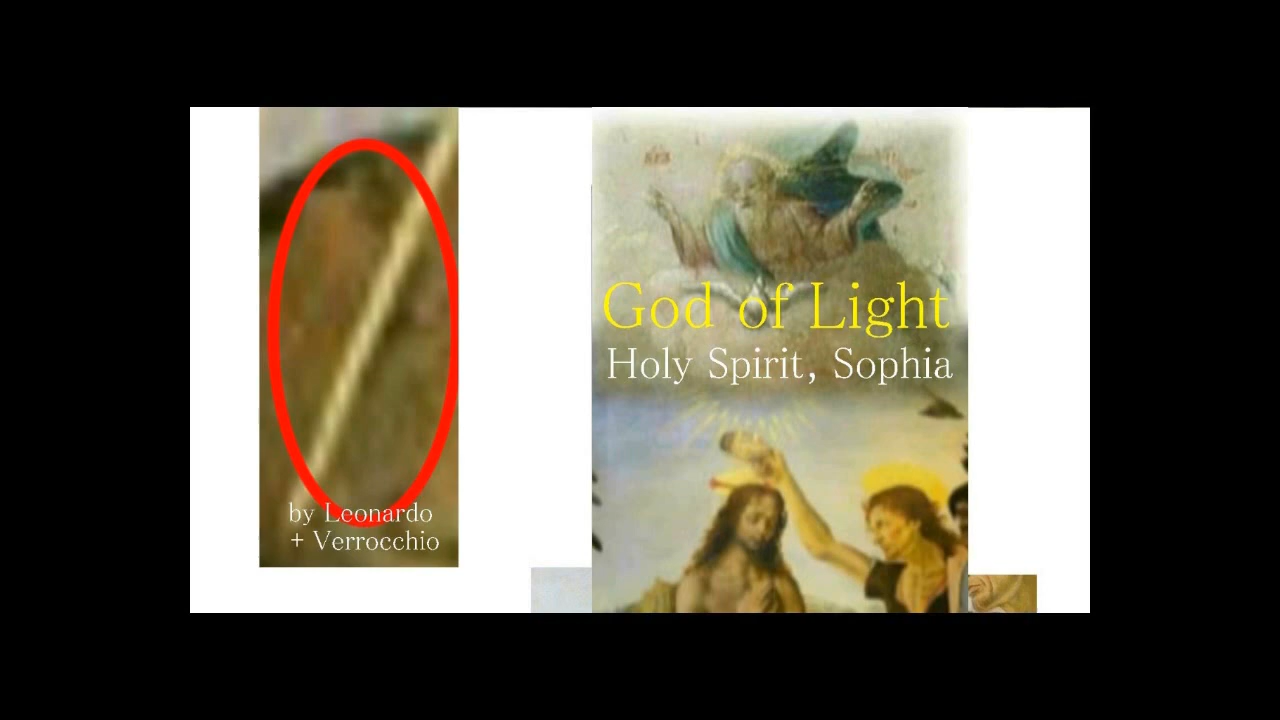 by Leonardo
+ Verrocchio
God of Light
Holy Spirit, Sophia